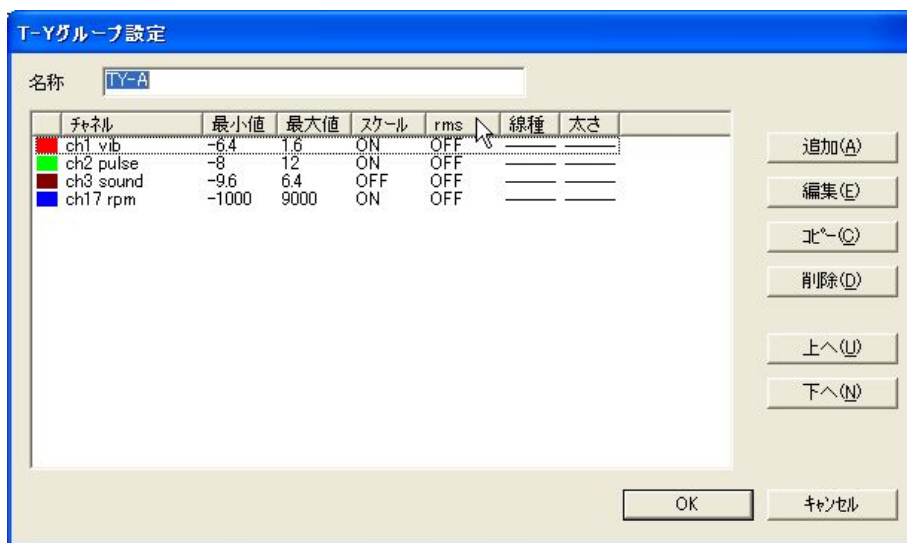 T-Yグループ設定
名称 TY-A
チャネル 最小値 最大値 スケール rms 線種 太さ
ch1 vib -6.4 1.6 ON OFF
ch2 pulse -8 12 ON OFF
ch3 sound -9.6 6.4 OFF OFF
ch17 rpm -1000 9000 ON OFF
追加(A)
編集(E)
コピー(C)
削除(D)
上へ(U)
下へ(N)
OK キャンセル